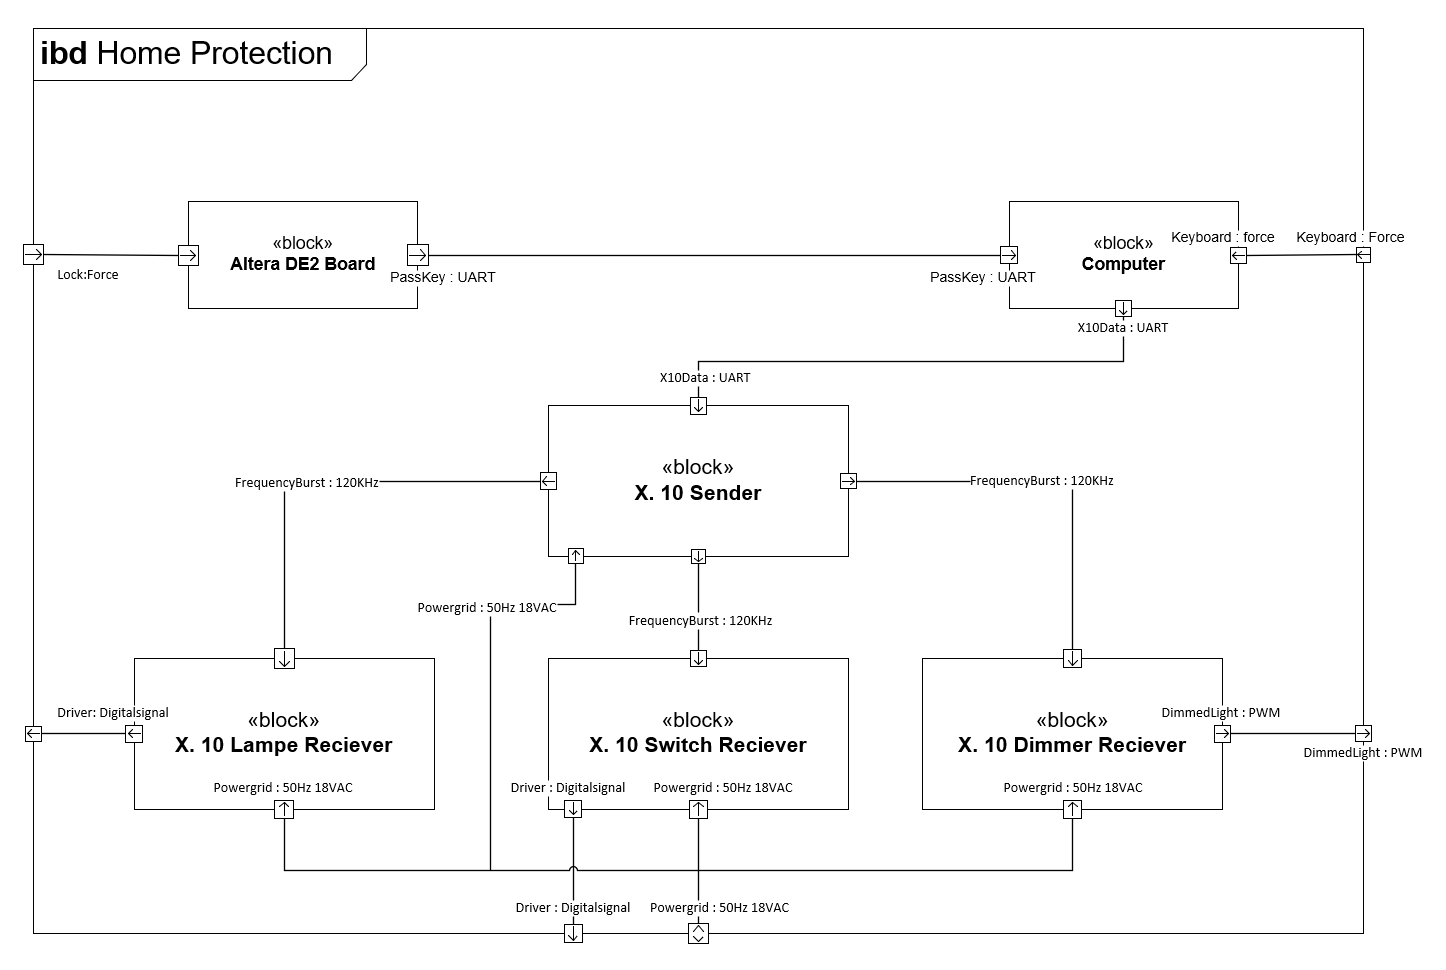 ibd Home Protection
«block»
Altera DE2 Board
Lock:Force
PassKey : UART
«block»
Computer
Keyboard : force
Keyboard : Force
PassKey : UART
X10Data : UART
X10Data : UART
«block»
X. 10 Sender
FrequencyBurst : 120KHz
FrequencyBurst : 120KHz
Powergrid : 50Hz 18VAC
FrequencyBurst : 120KHz
Driver: Digitalsignal
«block»
X. 10 Lampe Reciever
Powergrid : 50Hz 18VAC
«block»
X. 10 Switch Reciever
Driver : Digitalsignal
Powergrid : 50Hz 18VAC
«block»
X. 10 Dimmer Reciever
Powergrid : 50Hz 18VAC
DimmedLight : PWM
DimmedLight : PWM
Driver : Digitalsignal
Powergrid : 50Hz 18VAC